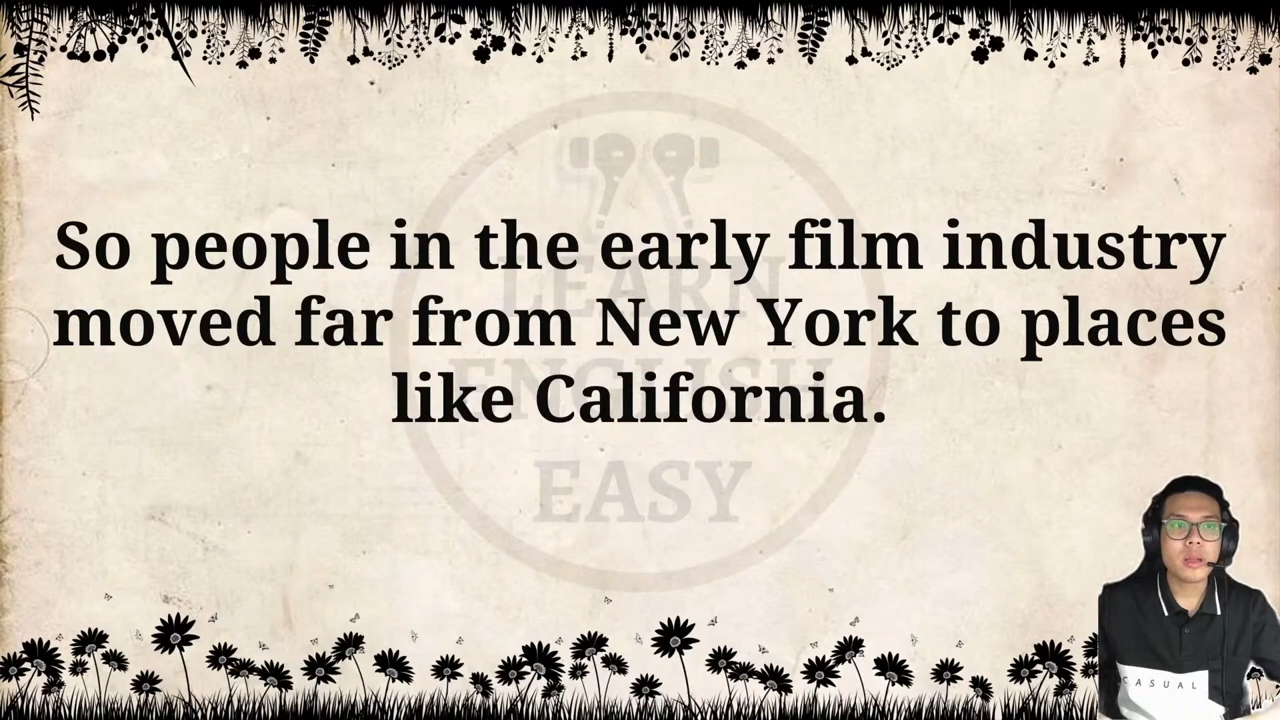 So people in the early film industry
moved far from New York to places
like California.
LEARN
ENGLISH
EASY
CASUAL